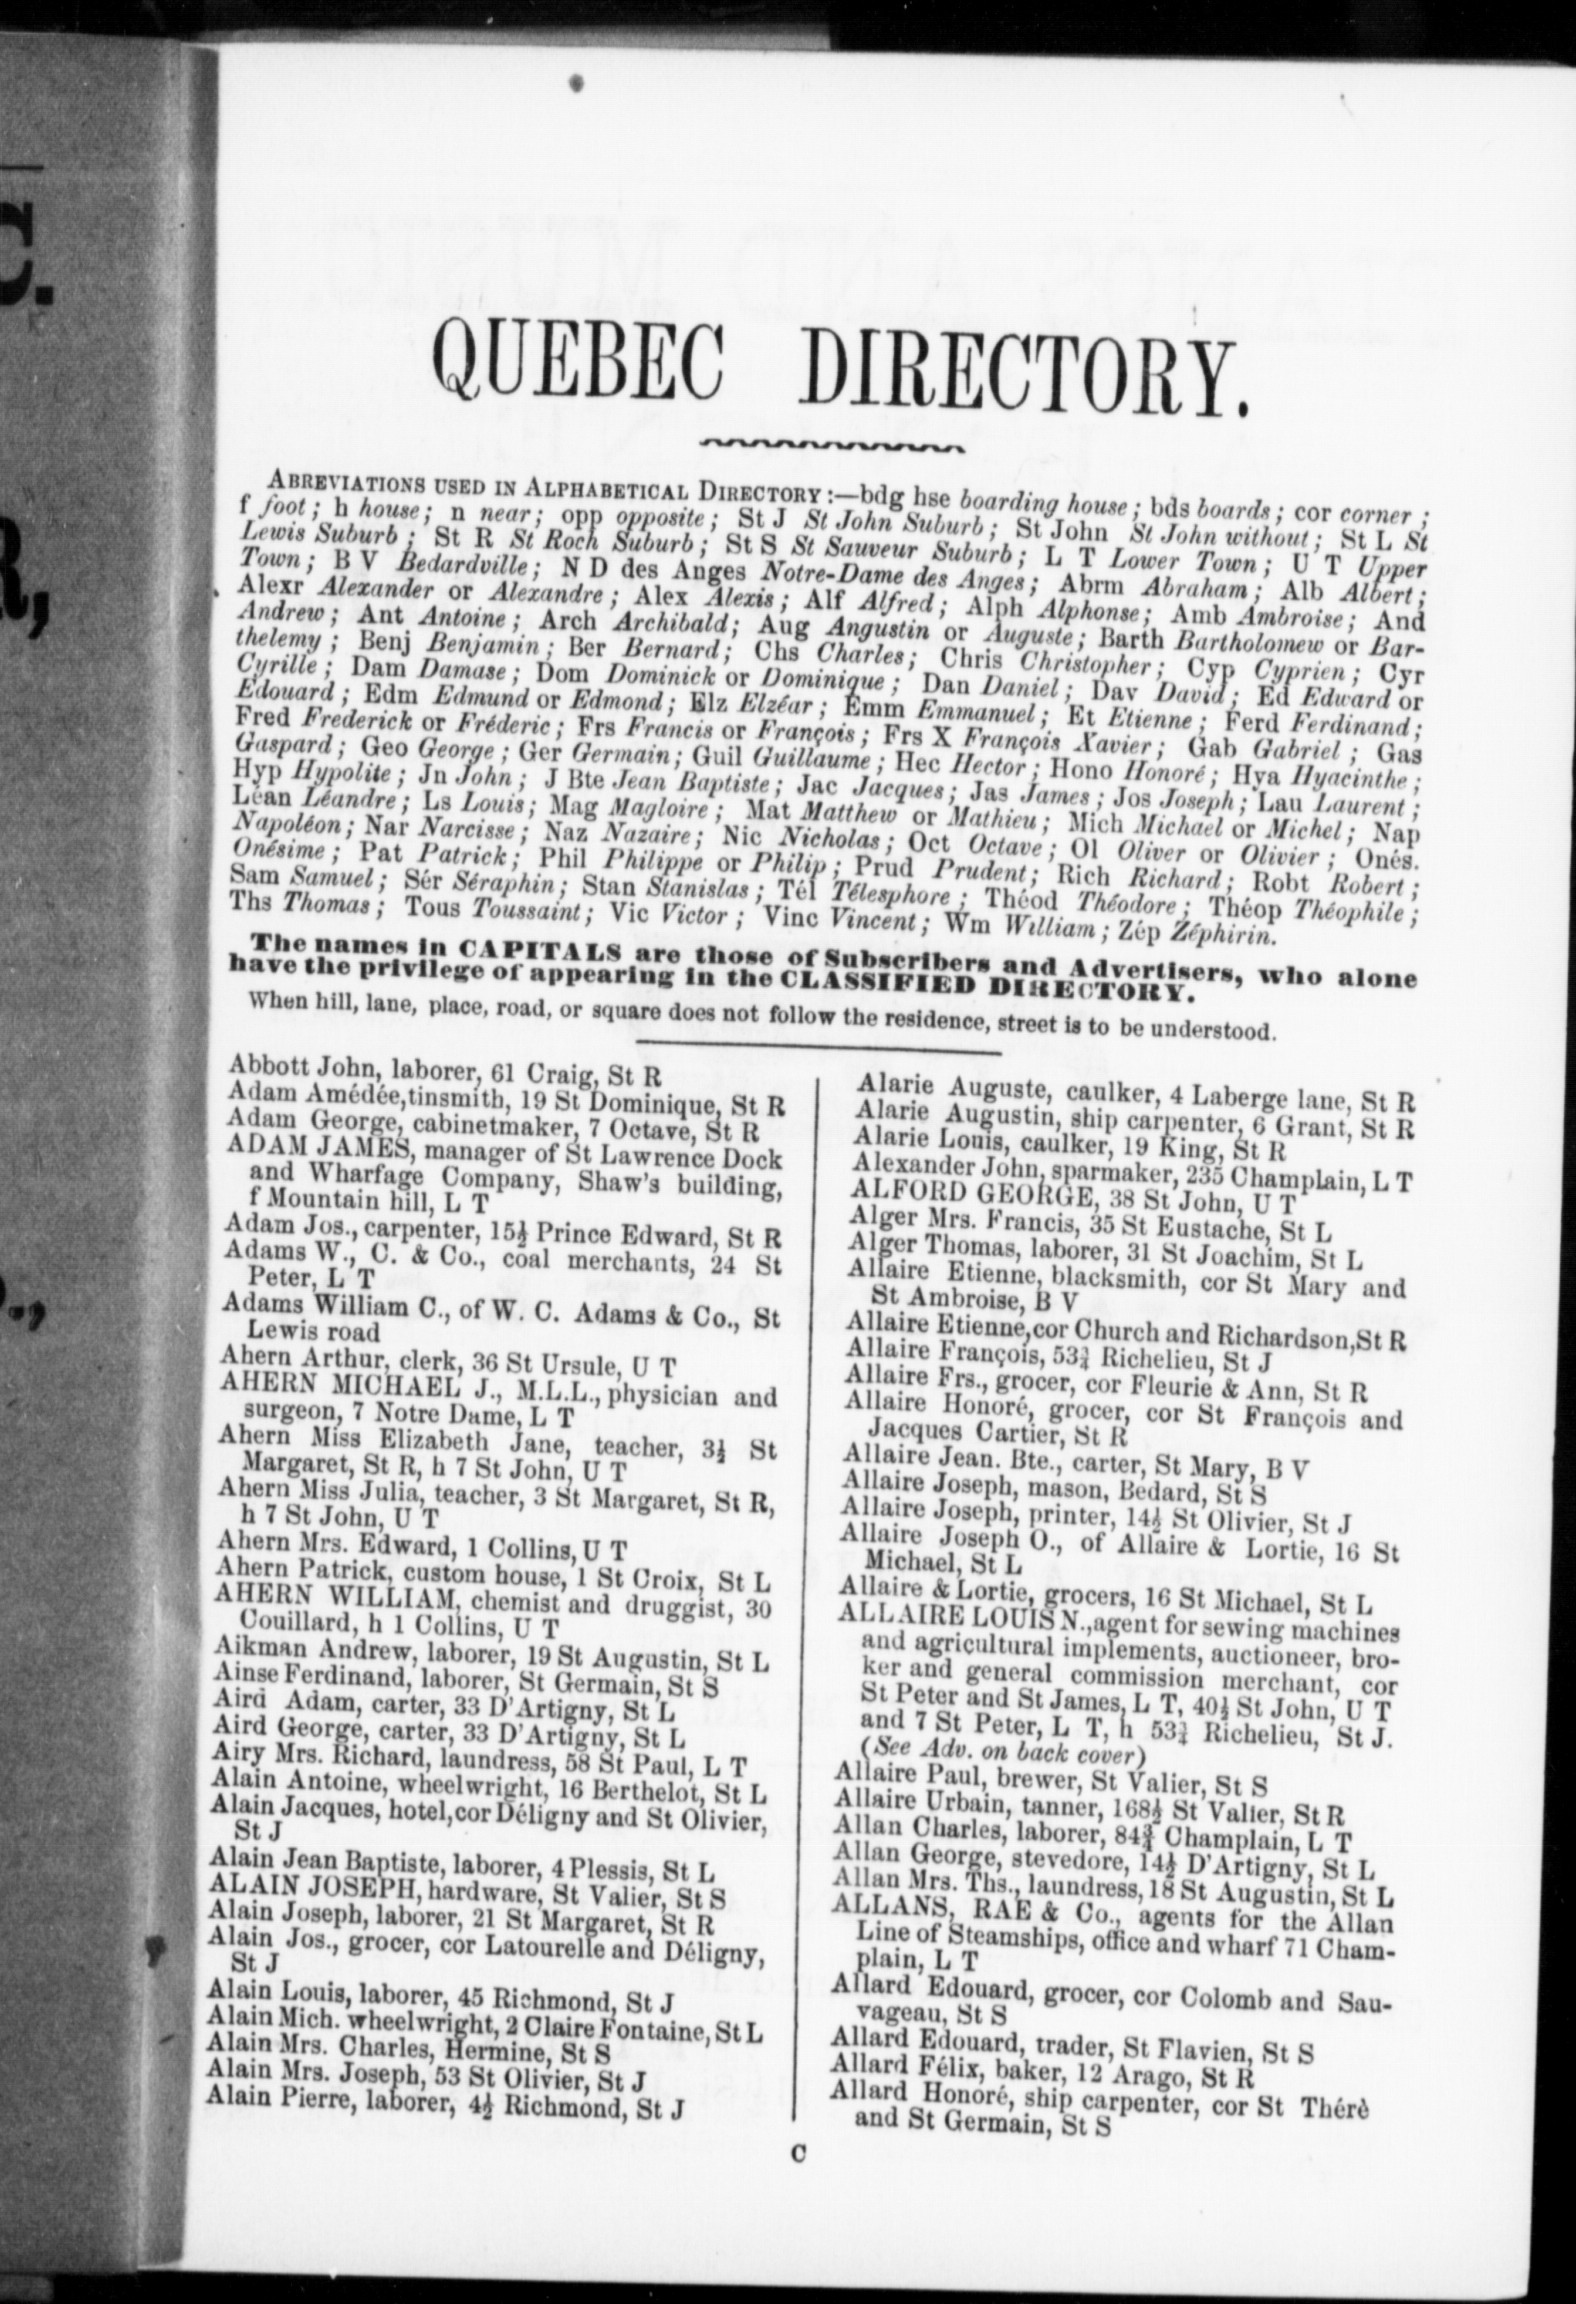 QUEBEC DIRECTORY.
ABREVIATIONS USED IN ALPHABETICAL DIRECTORY :—bdg hse boarding house ; bds boards ; cor corner ;
f foot ; h house ; n near ; opp opposite ; St J St John Suburb ; St John St John without ; St L St
Lewis Suburb ; St R St Roch Suburb ; St S St Sauveur Suburb ; L T Lower Town ; U T Upper
Town ; B V Bedardville ; N D des Anges Notre-Dame des Anges ; Abrm Abraham ; Alb Albert ;
Alexr Alexander or Alexandre ; Alex Alexis ; Alf Alfred ; Alph Alphonse ; Amb Ambroise ; And
Andrew ; Ant Antoine ; Arch Archibald ; Aug Angustin or Auguste ; Barth Bartholomew or Bar-
thelemy ; Benj Benjamin ; Ber Bernard ; Chs Charles ; Chris Christopher ; Cyp Cyprien ; Cyr
Cyrille ; Dam Damase ; Dom Dominick or Dominique ; Dan Daniel ; Dav David ; Ed Edward or
Edouard ; Edm Edmund or Edmond ; Elz Elzéar ; Emm Emmanuel ; Et Etienne ; Ferd Ferdinand ;
Fred Frederick or Fréderic ; Frs Francis or François ; Frs X François Xavier ; Gab Gabriel ; Gas
Gaspard ; Geo George ; Ger Germain ; Guil Guillaume ; Hec Hector ; Hono Honoré ; Hya Hyacinthe ;
Hyp Hypolite ; Jn John ; J Bte Jean Baptiste ; Jac Jacques ; Jas James ; Jos Joseph ; Lau Laurent ;
Léan Léandre ; Ls Louis ; Mag Magloire ; Mat Matthew or Mathieu ; Mich Michael or Michel ; Nap
Napoléon ; Nar Narcisse ; Naz Nazaire ; Nic Nicholas ; Oct Octave ; Ol Oliver or Olivier ; Onés.
Onésime ; Pat Patrick ; Phil Philippe or Philip ; Prud Prudent ; Rich Richard ; Robt Robert ;
Sam Samuel ; Sér Séraphin ; Stan Stanislas ; Tél Télesphore ; Théod Théodore ; Théop Théophile ;
Ths Thomas ; Tous Toussaint ; Vic Victor ; Vinc Vincent ; Wm William ; Zép Zéphirin.
The names in CAPITALS are those of Subscribers and Advertisers, who alone
have the privilege of appearing in the CLASSIFIED DIRECTORY.
When hill, lane, place, road, or square does not follow the residence, street is to be understood.
Abbott John, laborer, 61 Craig, St R
Adam Amédée,tinsmith, 19 St Dominique, St R
Adam George, cabinetmaker, 7 Octave, St R
ADAM JAMES, manager of St Lawrence Dock
and Wharfage Company, Shaw's building,
f Mountain hill, L T
Adam Jos., carpenter, 15½ Prince Edward, St R
Adams W., C. & Co., coal merchants, 24 St
Peter, L T
Adams William C., of W. C. Adams & Co., St
Lewis road
Ahern Arthur, clerk, 36 St Ursule, U T
AHERN MICHAEL J., M.L.L., physician and
surgeon, 7 Notre Dame, L T
Ahern Miss Elizabeth Jane, teacher, 3½ St
Margaret, St R, h 7 St John, U T
Ahern Miss Julia, teacher, 3 St Margaret, St R,
h 7 St John, U T
Ahern Mrs. Edward, 1 Collins, U T
Ahern Patrick, custom house, 1 St Croix, St L
AHERN WILLIAM, chemist and druggist, 30
Couillard, h 1 Collins, U T
Aikman Andrew, laborer, 19 St Augustin, St L
Ainse Ferdinand, laborer, St Germain, St S
Aird Adam, carter, 33 D'Artigny, St L
Aird George, carter, 33 D'Artigny, St L
Airy Mrs. Richard, laundress, 58 St Paul, L T
Alain Antoine, wheelwright, 16 Berthelot, St L
Alain Jacques, hotel,cor Déligny and St Olivier,
St J
Alain Jean Baptiste, laborer, 4 Plessis, St L
ALAIN JOSEPH, hardware, St Valier, St S
Alain Joseph, laborer, 21 St Margaret, St R
Alain Jos., grocer, cor Latourelle and Déligny,
St J
Alain Louis, laborer, 45 Richmond, St J
Alain Mich. wheelwright, 2 Claire Fontaine, St L
Alain Mrs. Charles, Hermine, St S
Alain Mrs. Joseph, 53 St Olivier, St J
Alain Pierre, laborer, 4½ Richmond, St J
Alarie Auguste, caulker, 4 Laberge lane, St R
Alarie Augustin, ship carpenter, 6 Grant, St R
Alarie Louis, caulker, 19 King, St R
Alexander John, sparmaker, 235 Champlain, L T
ALFORD GEORGE, 38 St John, U T
Alger Mrs. Francis, 35 St Eustache, St L
Alger Thomas, laborer, 31 St Joachim, St L
Allaire Etienne, blacksmith, cor St Mary and
St Ambroise, B V
Allaire Etienne,cor Church and Richardson,St R
Allaire François, 53¾ Richelieu, St J
Allaire Frs., grocer, cor Fleurie & Ann, St R
Allaire Honoré, grocer, cor St François and
Jacques Cartier, St R
Allaire Jean. Bte., carter, St Mary, B V
Allaire Joseph, mason, Bedard, St S
Allaire Joseph, printer, 14½ St Olivier, St J
Allaire Joseph O., of Allaire & Lortie, 16 St
Michael, St L
Allaire & Lortie, grocers, 16 St Michael, St L
ALLAIRE LOUIS N.,agent for sewing machines
and agricultural implements, auctioneer, bro-
ker and general commission merchant, cor
St Peter and St James, L T, 40½ St John, U T
and 7 St Peter, L T, h 53¾ Richelieu, St J.
(See Adv. on back cover)
Allaire Paul, brewer, St Valier, St S
Allaire Urbain, tanner, 168½ St Valier, St R
Allan Charles, laborer, 84¾ Champlain, L T
Allan George, stevedore, 14½ D'Artigny, St L
Allan Mrs. Ths., laundress, 18 St Augustin, St L
ALLANS, RAE & Co., agents for the Allan
Line of Steamships, office and wharf 71 Cham-
plain, L T
Allard Edouard, grocer, cor Colomb and Sau-
vageau, St S
Allard Edouard, trader, St Flavien, St S
Allard Félix, baker, 12 Arago, St R
Allard Honoré, ship carpenter, cor St Thérè
and St Germain, St S
C